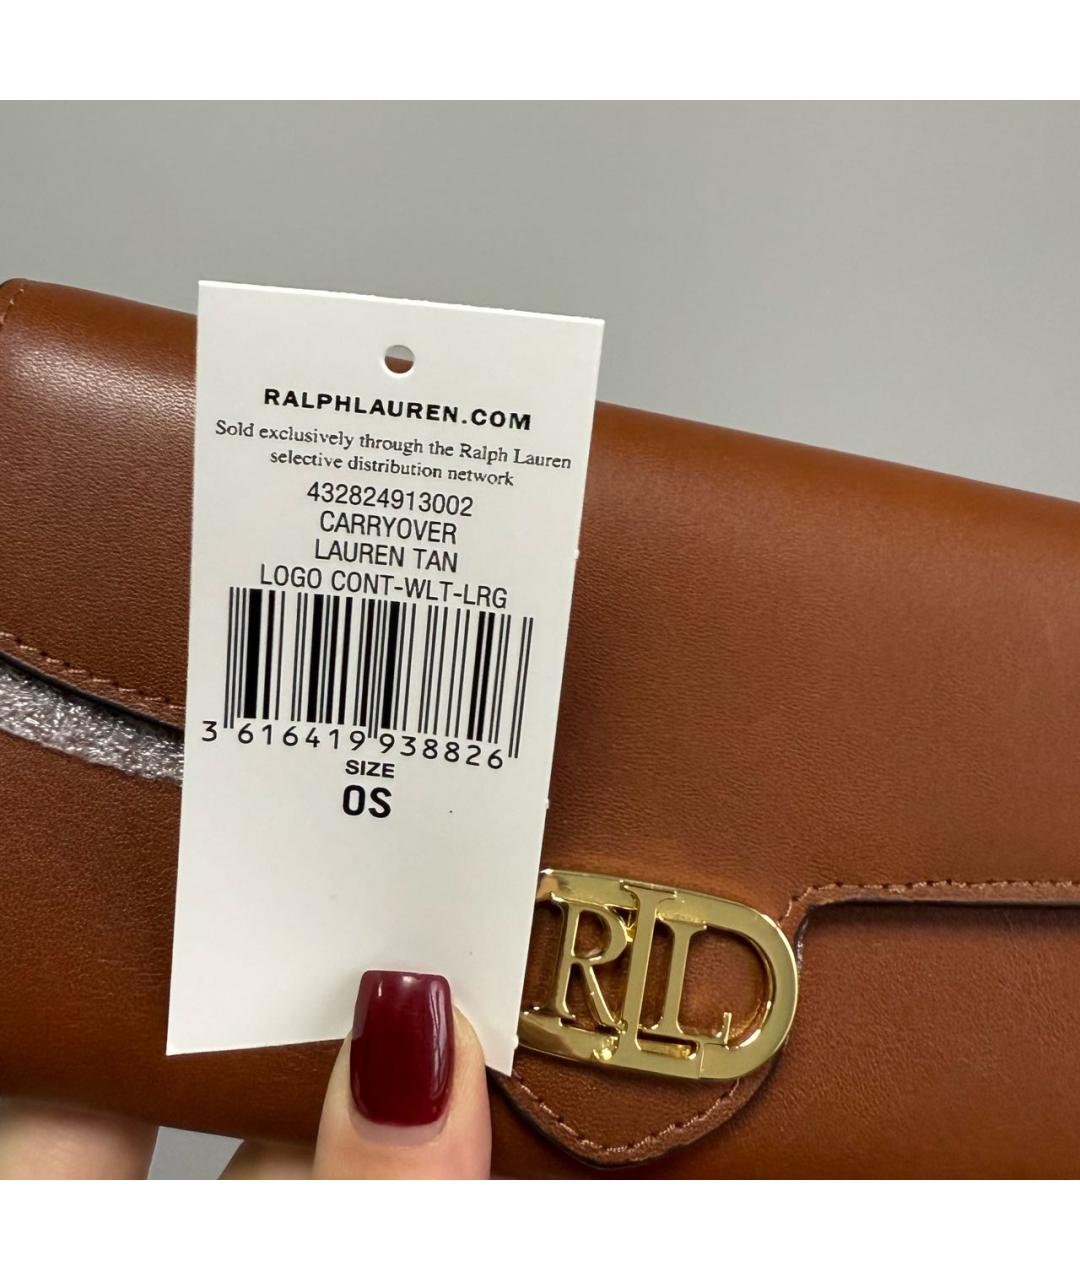 RALPHLAUREN.COM
Sold exclusively through the Ralph Lauren
selective distribution network
432824913002
CARRYOVER
LAUREN TAN
LOGO CONT-WLT-LRG
3 616419 938826
SIZE
OS
RLL